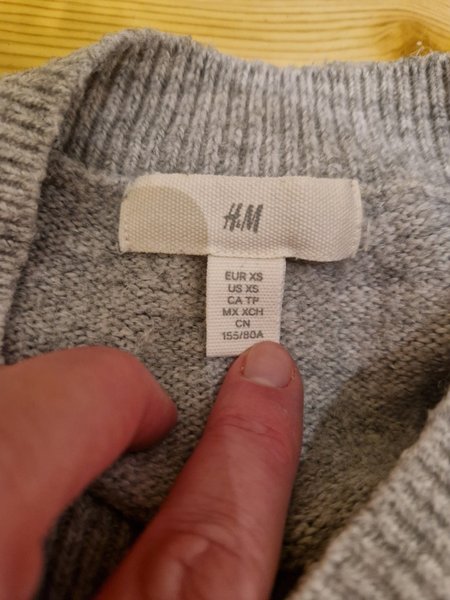 H&M
EUR XS
US XS
CA TP
MX XCH
CN
155/80A